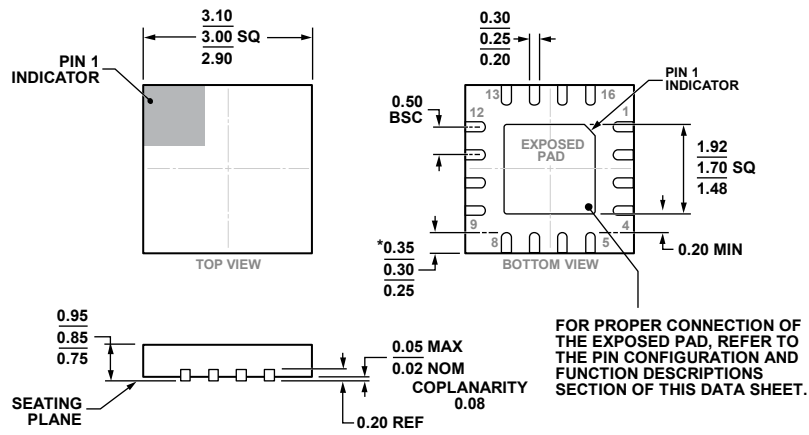 3.10
3.00 SQ
2.90
PIN 1
INDICATOR
TOP VIEW
0.30
0.25
0.20
PIN 1
INDICATOR
0.50
BSC
13
16
12
1
EXPOSED
PAD
9
4
8
5
BOTTOM VIEW
1.92
1.70 SQ
1.48
*0.35
0.30
0.25
0.20 MIN
0.95
0.85
0.75
SEATING
PLANE
0.05 MAX
0.02 NOM
COPLANARITY
0.08
0.20 REF
FOR PROPER CONNECTION OF
THE EXPOSED PAD, REFER TO
THE PIN CONFIGURATION AND
FUNCTION DESCRIPTIONS
SECTION OF THIS DATA SHEET.